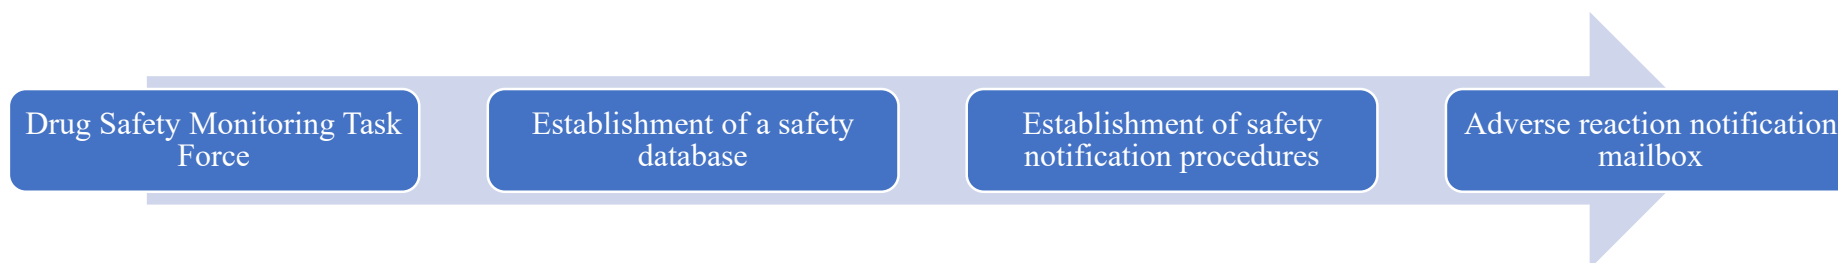 Drug Safety Monitoring Task
Force
Establishment of a safety
database
Establishment of safety
notification procedures
Adverse reaction notification
mailbox